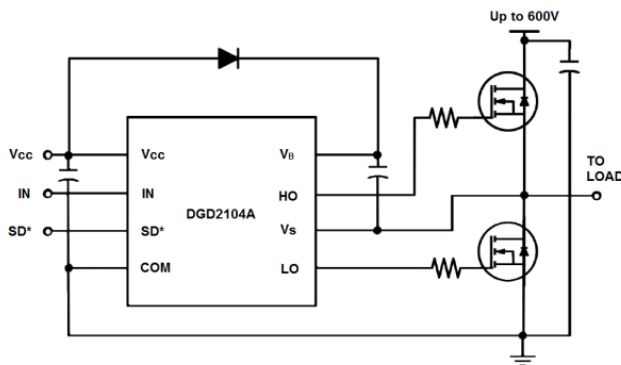 Up to 600V
Vcc
IN
SD*
Vcc
IN
SD*
COM
DGD2104A
VB
HO
Vs
LO
TO
LOAD